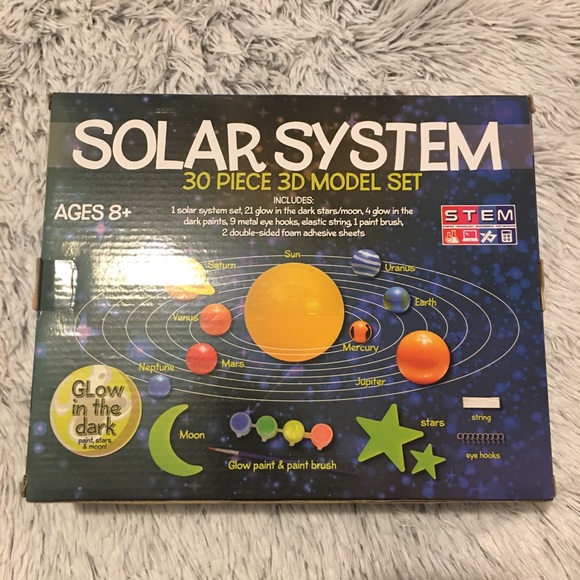 SOLAR SYSTEM
30 PIECE 3D MODEL SET
INCLUDES:
1 solar system set, 21 glow in the dark stars/moon, 4 glow in the
dark paints, 9 metal eye hooks, elastic string, 1 paint brush,
2 double-sided foam adhesive sheets
AGES 8+
STEM
Saturn
Sun
Uranus
Venus
Earth
Mercury
Neptune
Mars
Jupiter
GLow
in the
dark
paint, stars,
& moon!
Moon
Glow paint & paint brush
stars
string
eye hooks